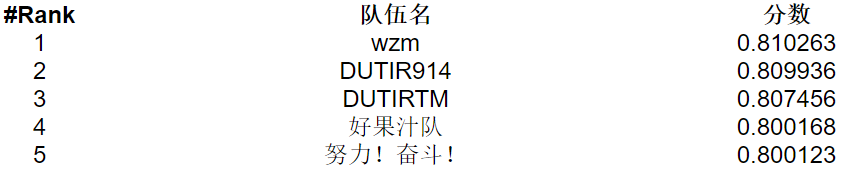 #Rank 队伍名 分数
1 wzm 0.810263
2 DUTIR914 0.809936
3 DUTIRTM 0.807456
4 好果汁队 0.800168
5 努力！奋斗！ 0.800123